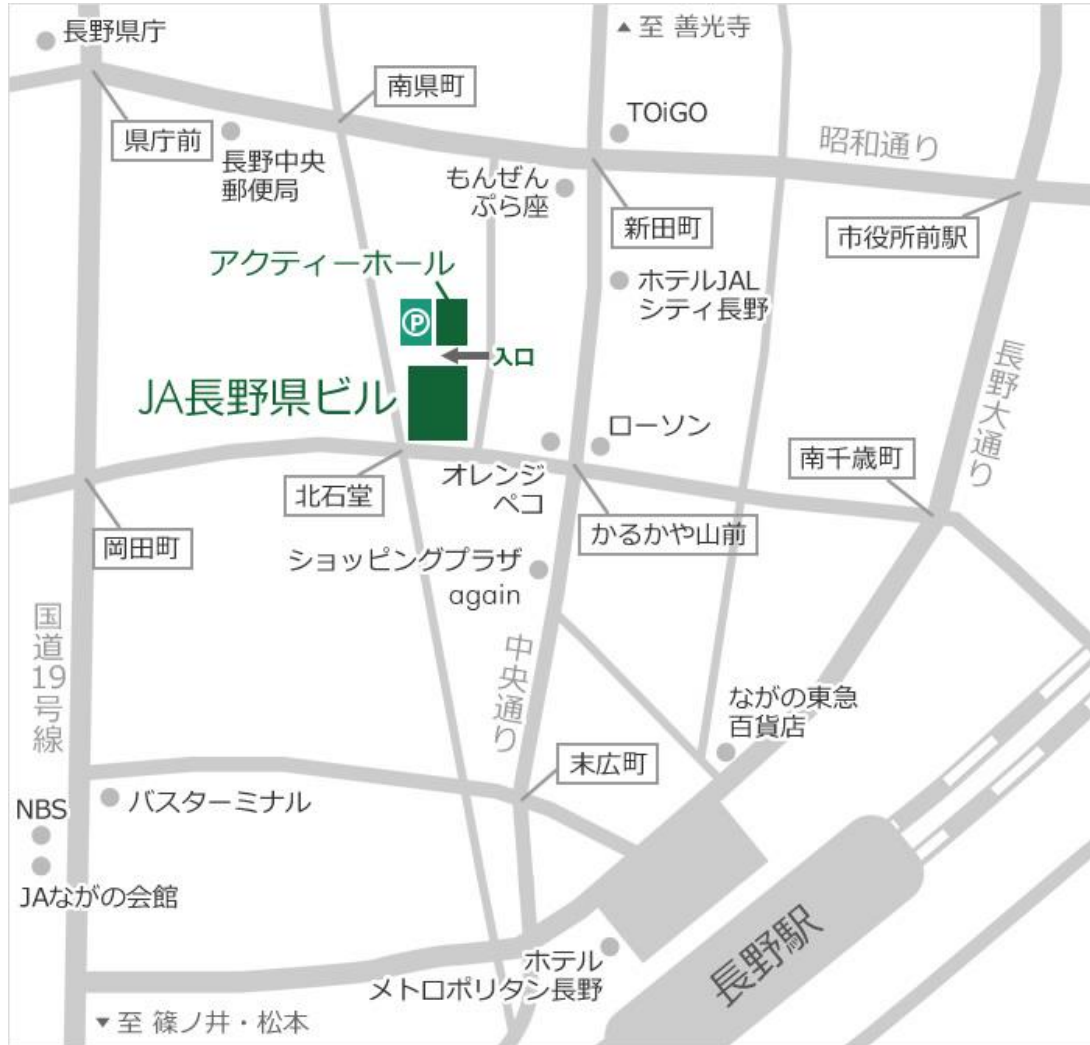 長野県庁
▲至 善光寺
南県町
TOiGO
県庁前
昭和通り
長野中央
郵便局
もんぜん
ぷら座
新田町
市役所前駅
アクティーホール
ホテルJAL
シティ長野
P
入口
長野大通り
JA長野県ビル
ローソン
南千歳町
オレンジ
ペコ
北石堂
かるかや山前
岡田町
ショッピングプラザ
again
国道19号線
中央通り
ながの東急
百貨店
末広町
バスターミナル
NBS
JAながの会館
長野駅
ホテル
メトロポリタン長野
▼至 篠ノ井・松本